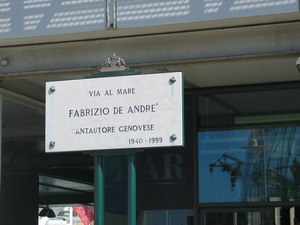 VIA AL MARE
FABRIZIO DE ANDRE'
ANTAUTORE GENOVESE
1940-1999